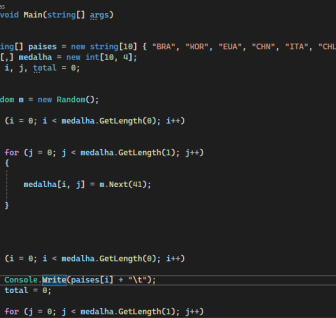 void Main(string[] args)
ing[] paises = new string[10] { "BRA", "KOR", "EUA", "CHN", "ITA", "CHL
[,] medalha = new int[10, 4];
i, j, total = 0;
dom m = new Random();
(i = 0; i < medalha.GetLength(0); i++)
for (j = 0; j < medalha.GetLength(1); j++)
{
medalha[i, j] = m.Next(41);
}
(i = 0; i < medalha.GetLength(0); i++)
Console.Write(paises[i] + "\t");
total = 0;
for (j = 0; j < medalha.GetLength(1); j++)